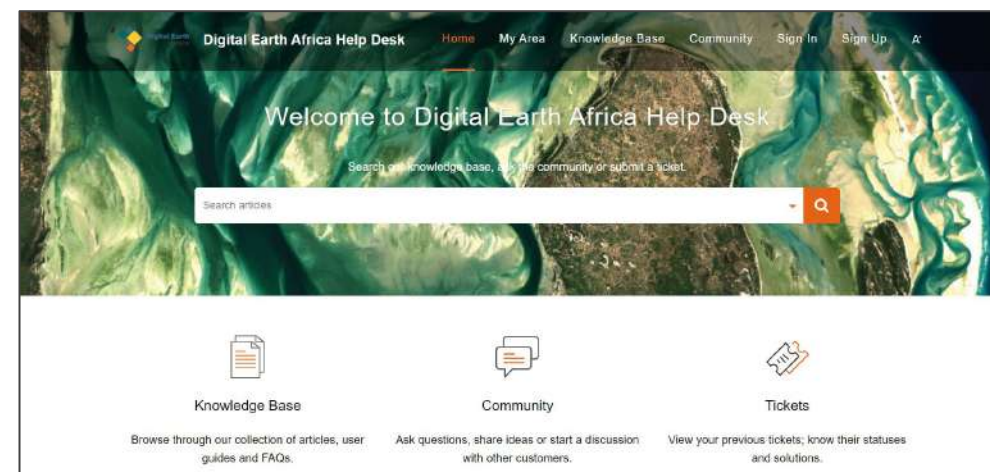 Digital Earth Africa Help Desk Home My Area Knowledge Base Community Sign In Sign Up A+
Welcome to Digital Earth Africa Help Desk
Search our knowledge base, ask the community or submit a ticket.
Search articles
Knowledge Base Community Tickets
Browse through our collection of articles, user guides and FAQs.
Ask questions, share ideas or start a discussion with other customers.
View your previous tickets; know their statuses and solutions.